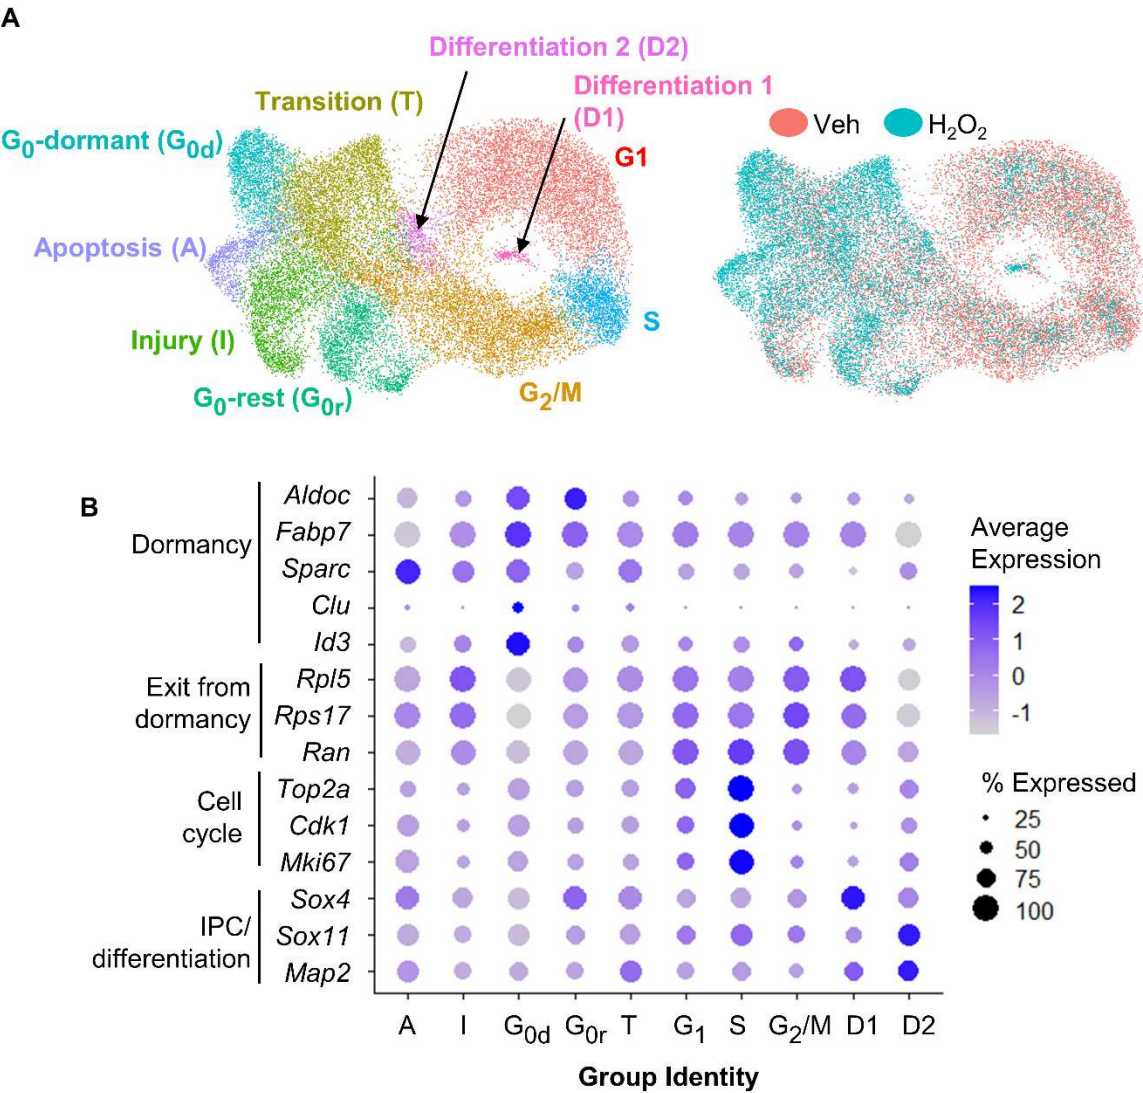 A
Differentiation 2 (D2)
Differentiation 1
(D1)
Transition (T)
G0-dormant (G0d)
G1
Apoptosis (A)
Injury (I)
S
G0-rest (G0r)
G2/M
Veh
H2O2
B
Dormancy
Aldoc
Fabp7
Sparc
Clu
Id3
Exit from
dormancy
Rpl5
Rps17
Ran
Cell
cycle
Top2a
Cdk1
Mki67
IPC/
differentiation
Sox4
Sox11
Map2
A I G0d G0r T G1 S G2/M D1 D2
Group Identity
Average
Expression
2
1
0
-1
% Expressed
25
50
75
100